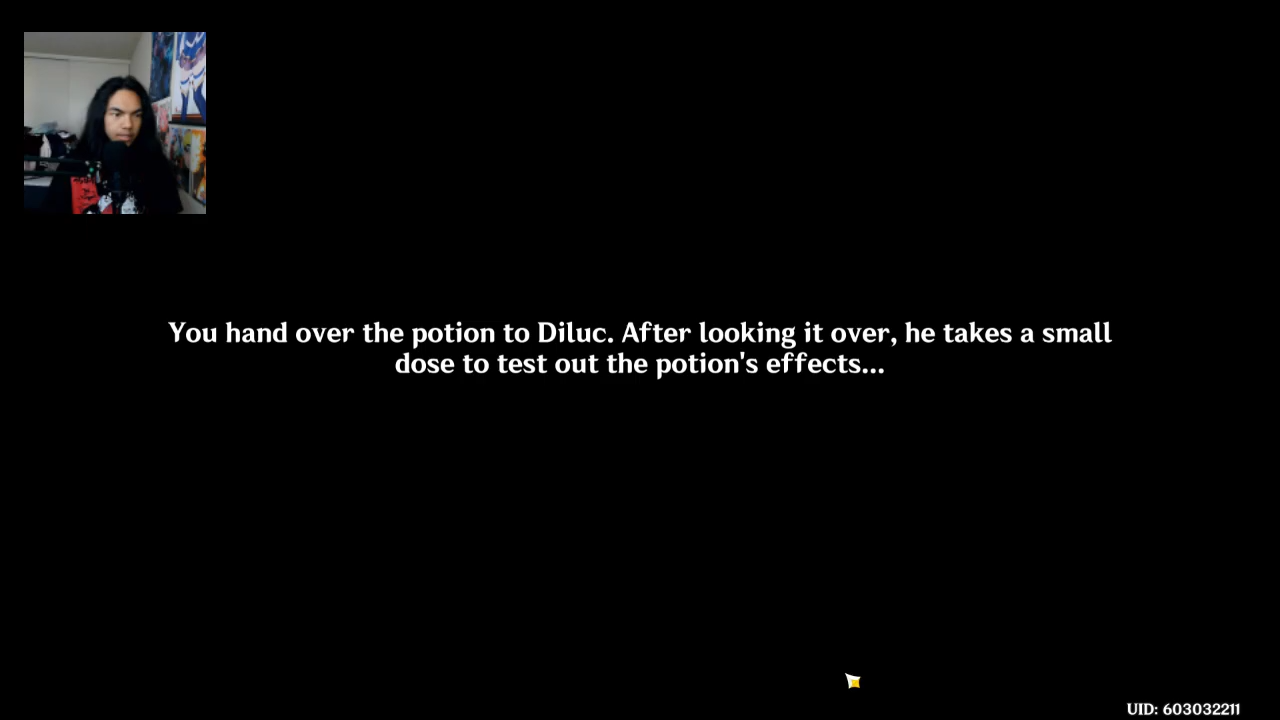 You hand over the potion to Diluc. After looking it over, he takes a small
dose to test out the potion's effects...
UID: 603032211